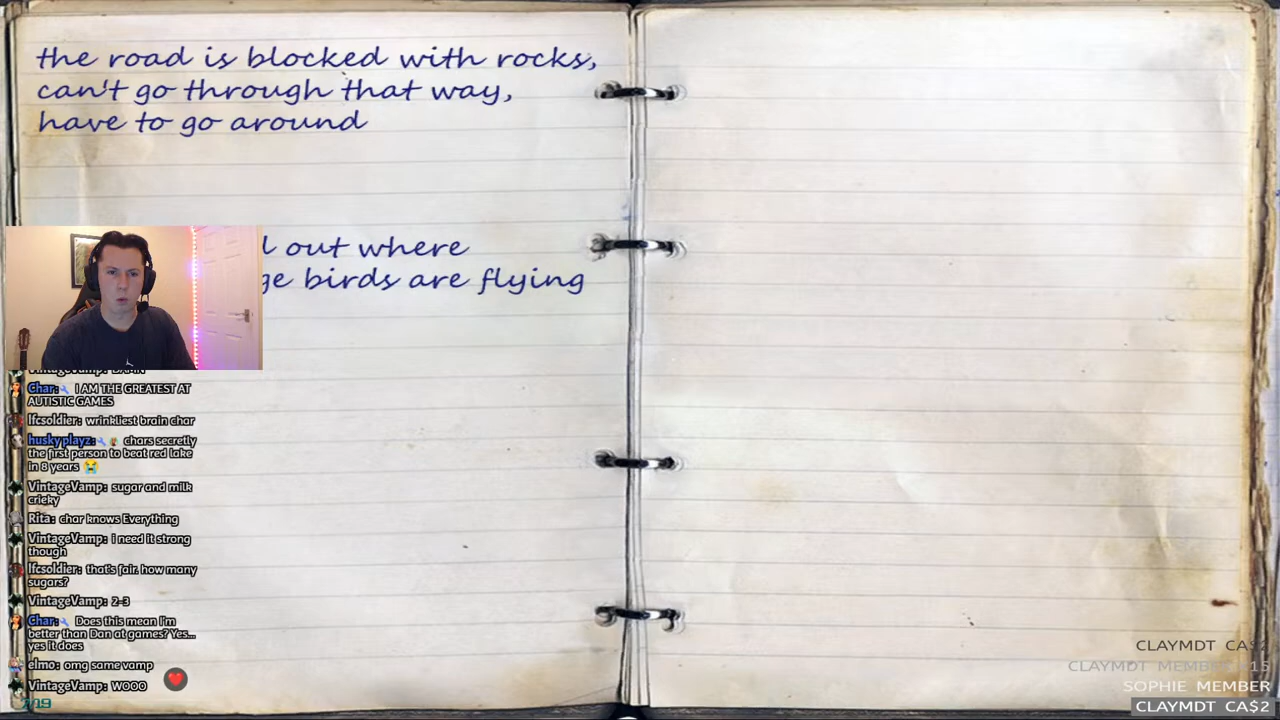 the road is blocked with rocks,
can't go through that way,
have to go around
out where
birds are flying
Char: I AM THE GREATEST AT
AUTISTIC GAMES
lfcsoldier: wrinkliest brain char
husky playz: chars secretly
the first person to beat red lake
in 8 years 😭
VintageVamp: sugar and milk
crieky
Rita: char knows Everything
VintageVamp: i need it strong
though
lfcsoldier: that's fair. how many
sugars?
VintageVamp: 2-3
Char: Does this mean I'm
better than Dan at games? Yes...
yes it does
elmo: omg same vamp
VintageVamp: WOOO
CLAYMDT CA$2
CLAYMDT MEMBER
SOPHIE MEMBER
CLAYMDT CA$2